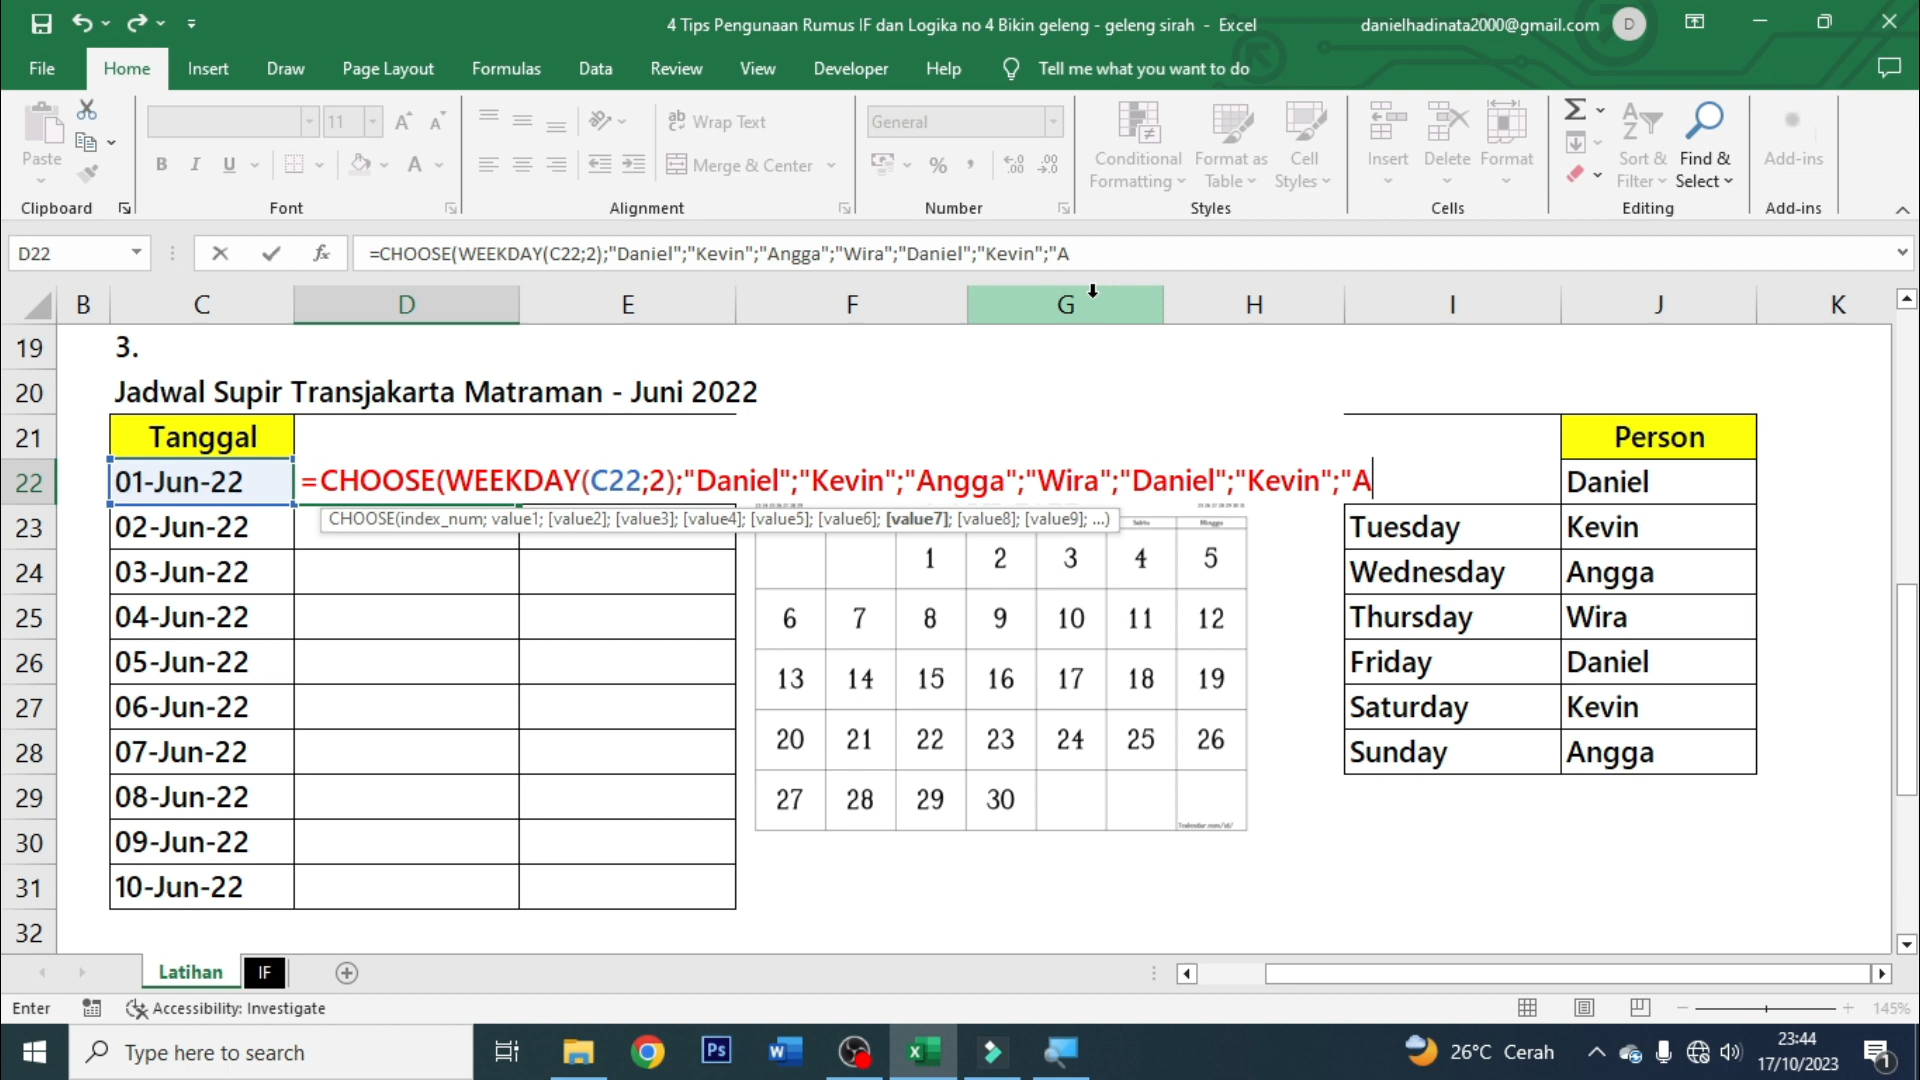 4 Tips Pengunaan Rumus IF dan Logika no 4 Bikin geleng - geleng sirah - Excel
danielhadinata2000@gmail.com D
File Home Insert Draw Page Layout Formulas Data Review View Developer Help Tell me what you want to do
Paste
11
B I U
Wrap Text
Merge & Center
General
Conditional Formatting
Format as Table
Cell Styles
Insert
Delete
Format
Sort & Filter
Find & Select
Add-ins
Clipboard Font Alignment Number Styles Cells Editing Add-ins
D22
=CHOOSE(WEEKDAY(C22;2);"Daniel";"Kevin";"Angga";"Wira";"Daniel";"Kevin";"A
B C D E F G H I J K
19 3.
20 Jadwal Supir Transjakarta Matraman - Juni 2022
21 Tanggal Person
22 01-Jun-22 =CHOOSE(WEEKDAY(C22;2);"Daniel";"Kevin";"Angga";"Wira";"Daniel";"Kevin";"A Daniel
CHOOSE(index_num; value1; [value2]; [value3]; [value4]; [value5]; [value6]; [value7]; [value8]; [value9]; ...)
Sabtu Minggu
23 02-Jun-22 Tuesday Kevin
1 2 3 4 5
24 03-Jun-22 Wednesday Angga
25 04-Jun-22 6 7 8 9 10 11 12 Thursday Wira
26 05-Jun-22 13 14 15 16 17 18 19 Friday Daniel
27 06-Jun-22 Saturday Kevin
28 07-Jun-22 20 21 22 23 24 25 26 Sunday Angga
29 08-Jun-22 27 28 29 30
30 09-Jun-22
31 10-Jun-22
32
Latihan IF
Enter Accessibility: Investigate 145%
Type here to search
26°C Cerah
23:44
17/10/2023
1